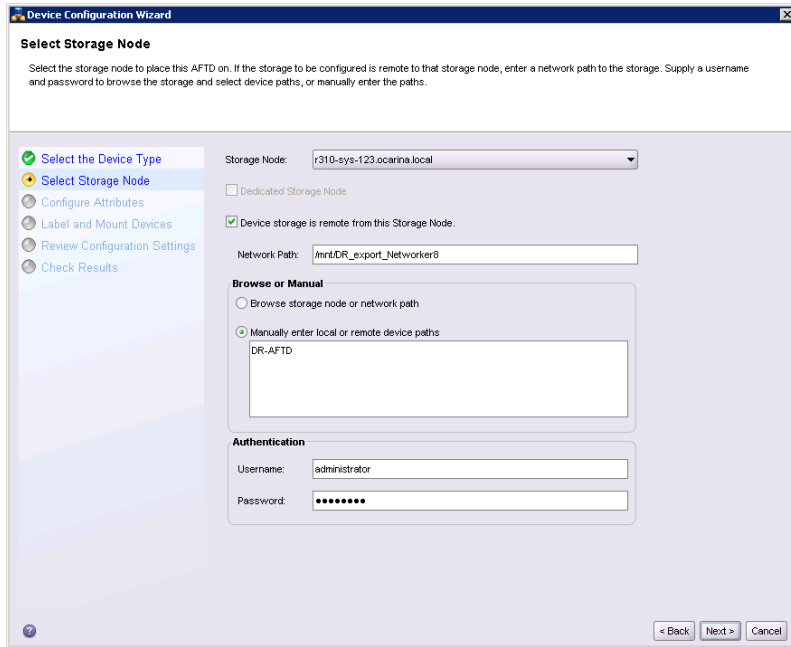 Device Configuration Wizard
Select Storage Node
Select the storage node to place this AFTD on. If the storage to be configured is remote to that storage node, enter a network path to the storage. Supply a username
and password to browse the storage and select device paths, or manually enter the paths.
Select the Device Type
Select Storage Node
Configure Attributes
Label and Mount Devices
Review Configuration Settings
Check Results
Storage Node: r310-sys-123.ocarina.local
Dedicated Storage Node
Device storage is remote from this Storage Node.
Network Path: /mnt/DR_export_Networker8
Browse or Manual
Browse storage node or network path
Manually enter local or remote device paths
DR-AFTD
Authentication
Username: administrator
Password: ●●●●●●●●
?
< Back Next > Cancel